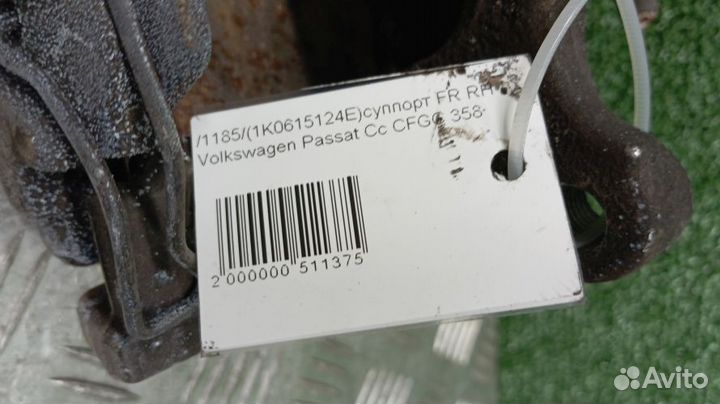 /1185/(1K0615124E)суппорт FR RH
Volkswagen Passat Cc CFGC 358-
2 000000 511375
Avito